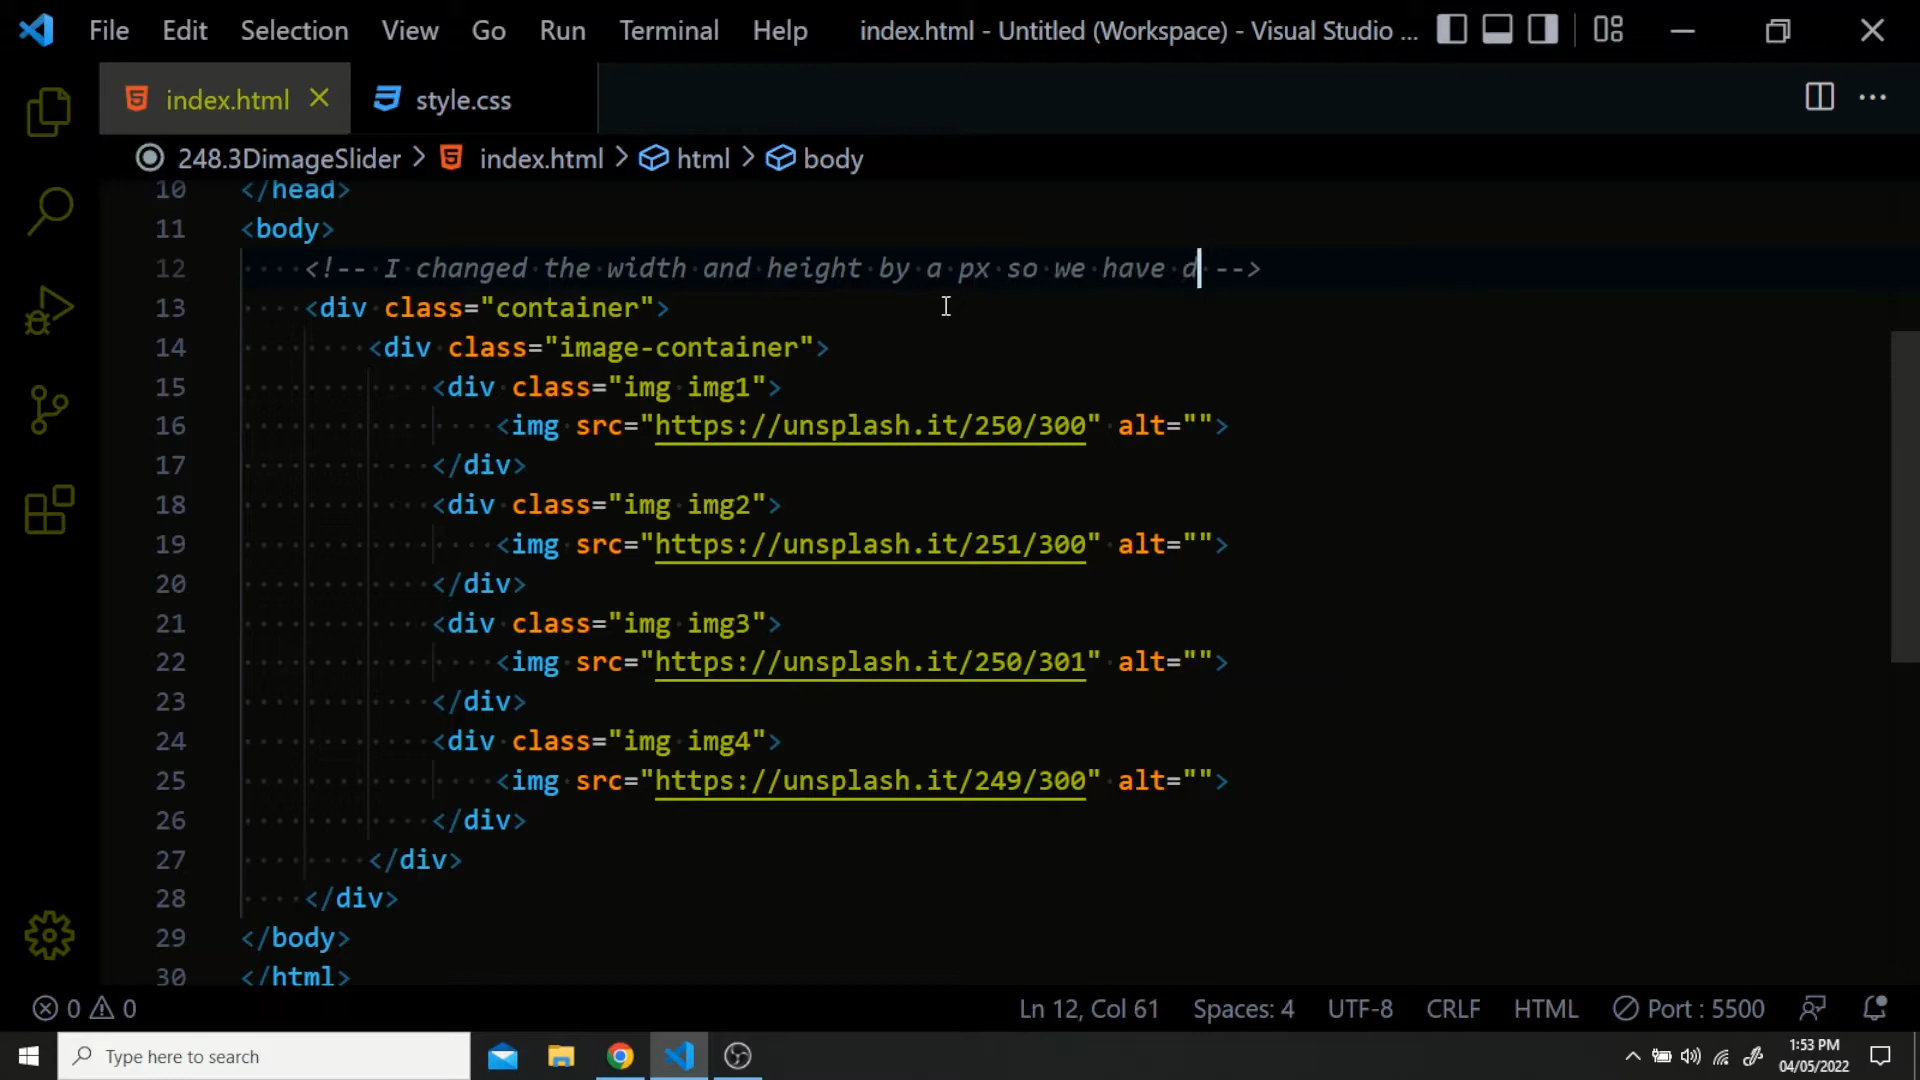 File Edit Selection View Go Run Terminal Help index.html - Untitled (Workspace) - Visual Studio ...
index.html style.css
248.3DimageSlider > index.html > html > body
10 </head>
11 <body>
12 <!-- I changed the width and height by a px so we have d -->
13 <div class="container">
14 <div class="image-container">
15 <div class="img img1">
16 <img src="https://unsplash.it/250/300" alt="">
17 </div>
18 <div class="img img2">
19 <img src="https://unsplash.it/251/300" alt="">
20 </div>
21 <div class="img img3">
22 <img src="https://unsplash.it/250/301" alt="">
23 </div>
24 <div class="img img4">
25 <img src="https://unsplash.it/249/300" alt="">
26 </div>
27 </div>
28 </div>
29 </body>
30 </html>
0 0 Ln 12, Col 61 Spaces: 4 UTF-8 CRLF HTML Port : 5500
Type here to search
1:53 PM
04/05/2022